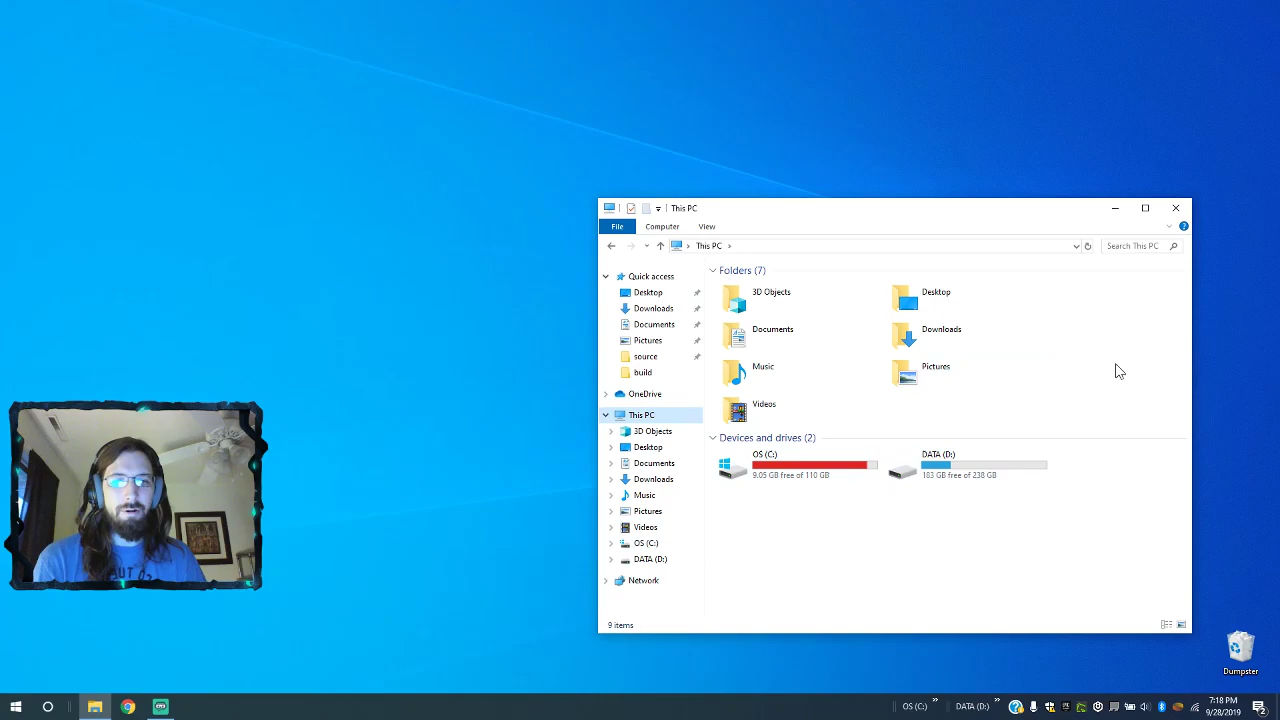 This PC
File Computer View
This PC
Search This PC
Quick access
Desktop
Downloads
Documents
Pictures
source
build
OneDrive
This PC
3D Objects
Desktop
Documents
Downloads
Music
Pictures
Videos
OS (C:)
DATA (D:)
Network
Folders (7)
3D Objects
Desktop
Documents
Downloads
Music
Pictures
Videos
Devices and drives (2)
OS (C:)
9.05 GB free of 110 GB
DATA (D:)
183 GB free of 238 GB
9 items
Dumpster
OS (C:)
DATA (D:)
7:18 PM
9/28/2019
2